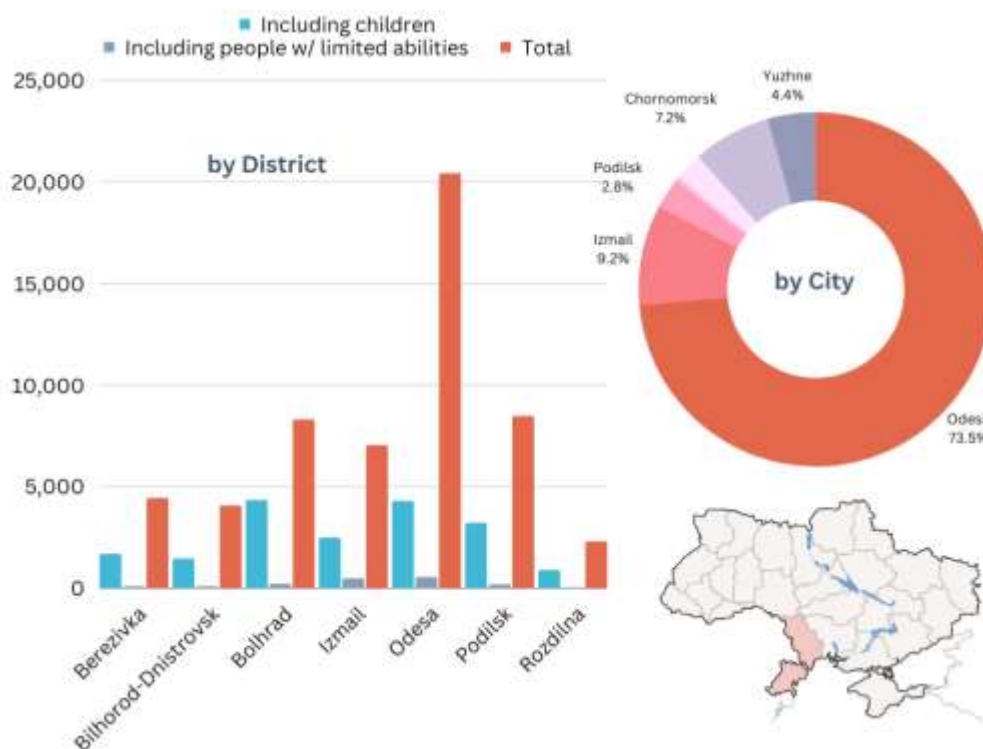 Including children
Including people w/ limited abilities
Total
25,000
by District
20,000
15,000
10,000
5,000
0
Berezivka
Bilhorod-Dnistrovsk
Bolhrad
Izmail
Odesa
Podilsk
Rozdilna
Yuzhne
4.4%
Chornomorsk
7.2%
Podilsk
2.8%
Izmail
9.2%
by City
Odes
73.5%